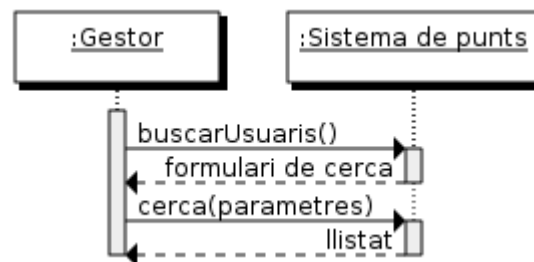 :Gestor
:Sistema de punts
buscarUsuaris()
formulari de cerca
cerca(parametres)
llistat